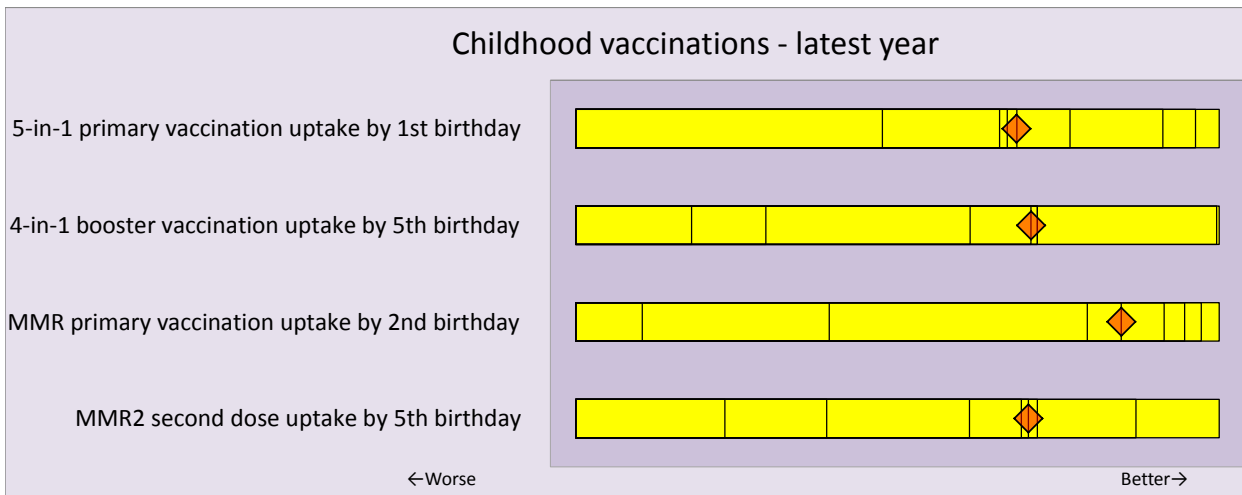 Childhood vaccinations - latest year
5-in-1 primary vaccination uptake by 1st birthday
4-in-1 booster vaccination uptake by 5th birthday
MMR primary vaccination uptake by 2nd birthday
MMR2 second dose uptake by 5th birthday
←Worse Better→